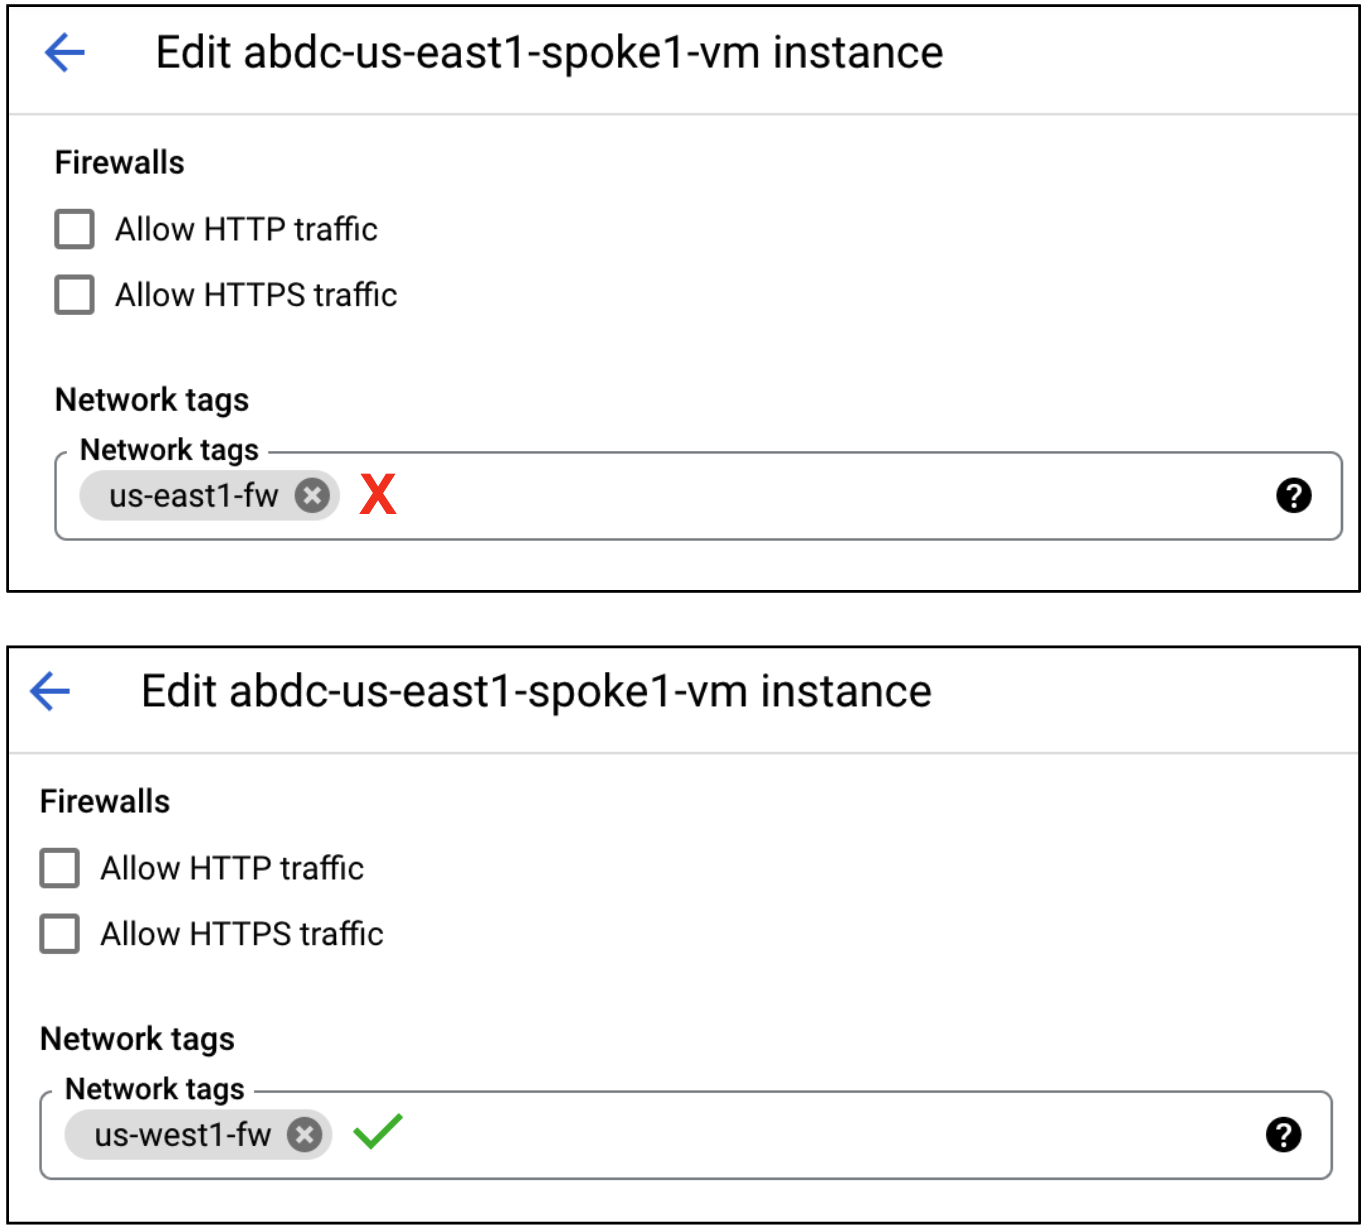 Edit abdc-us-east1-spoke1-vm instance
Firewalls
Allow HTTP traffic
Allow HTTPS traffic
Network tags
Network tags
us-east1-fw X
Edit abdc-us-east1-spoke1-vm instance
Firewalls
Allow HTTP traffic
Allow HTTPS traffic
Network tags
Network tags
us-west1-fw